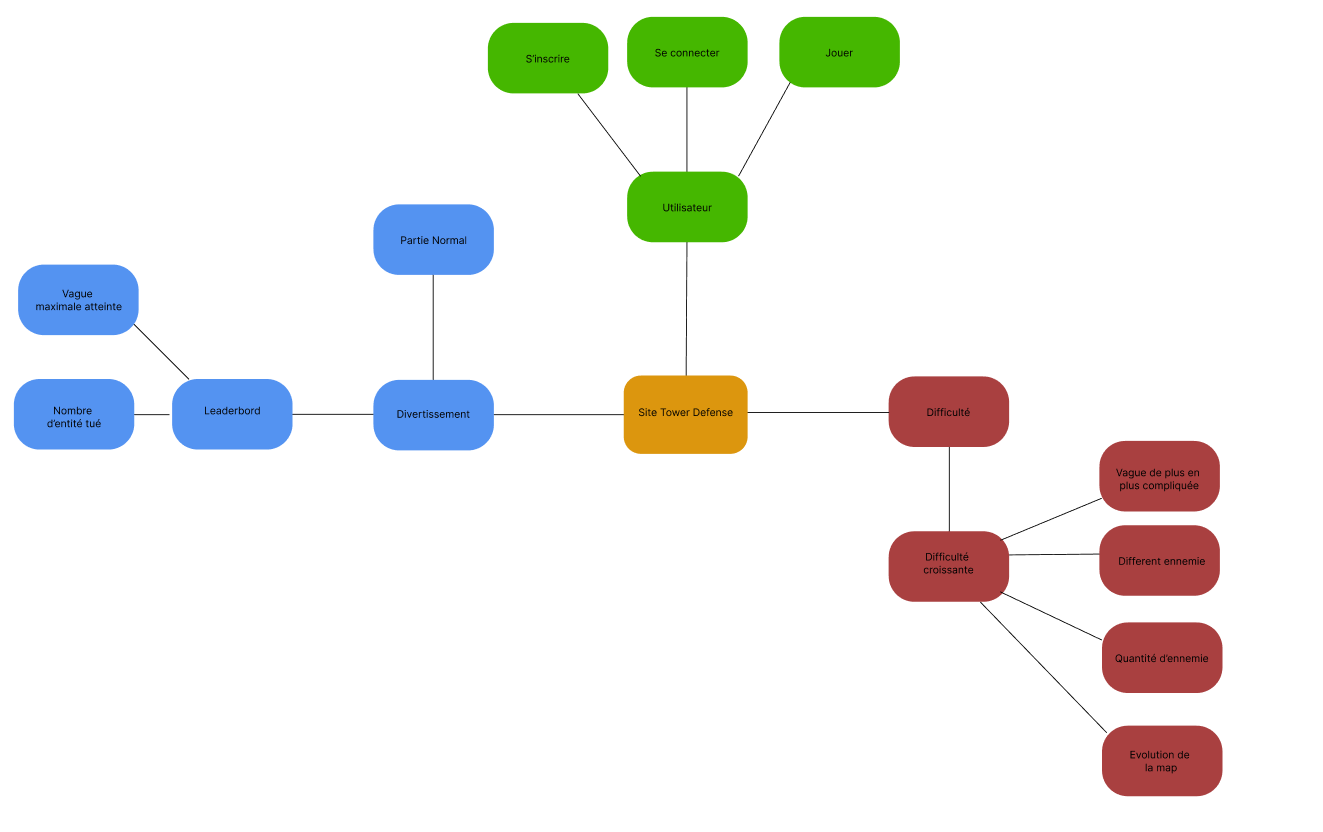 S'inscrire
Se connecter
Jouer
Utilisateur
Partie Normal
Vague
maximale atteinte
Nombre
d'entité tué
Leaderbord
Divertissement
Site Tower Defense
Difficulté
Vague de plus en
plus compliquée
Difficulté
croissante
Different ennemie
Quantité d'ennemie
Evolution de
la map